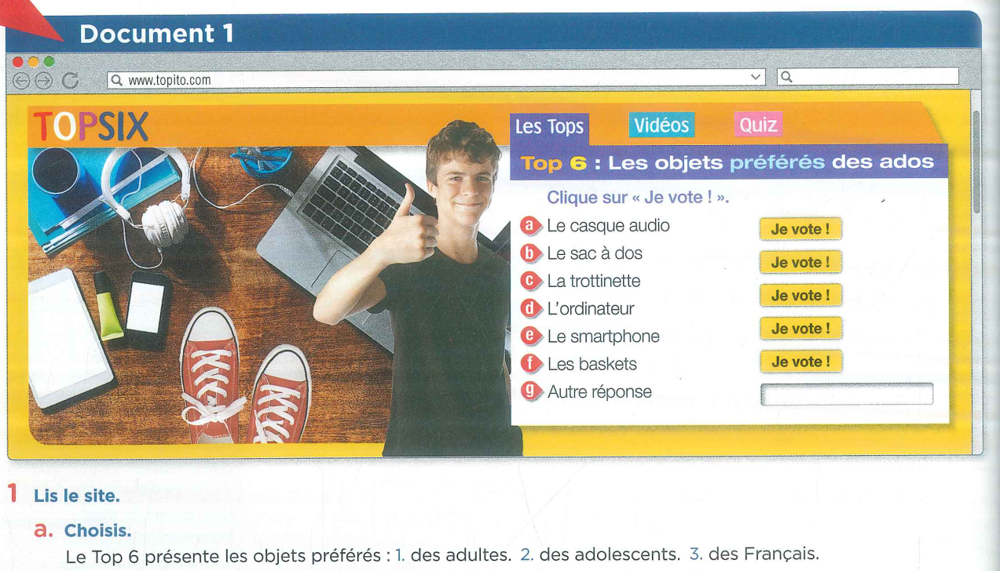 Document 1
www.topito.com
TOPSIX
Les Tops Vidéos Quiz
Top 6 : Les objets préférés des ados
Clique sur « Je vote ! ».
a Le casque audio Je vote !
b Le sac à dos Je vote !
c La trottinette Je vote !
d L'ordinateur Je vote !
e Le smartphone Je vote !
f Les baskets
g Autre réponse
1 Lis le site.
a. Choisis.
Le Top 6 présente les objets préférés : 1. des adultes. 2. des adolescents. 3. des Français.